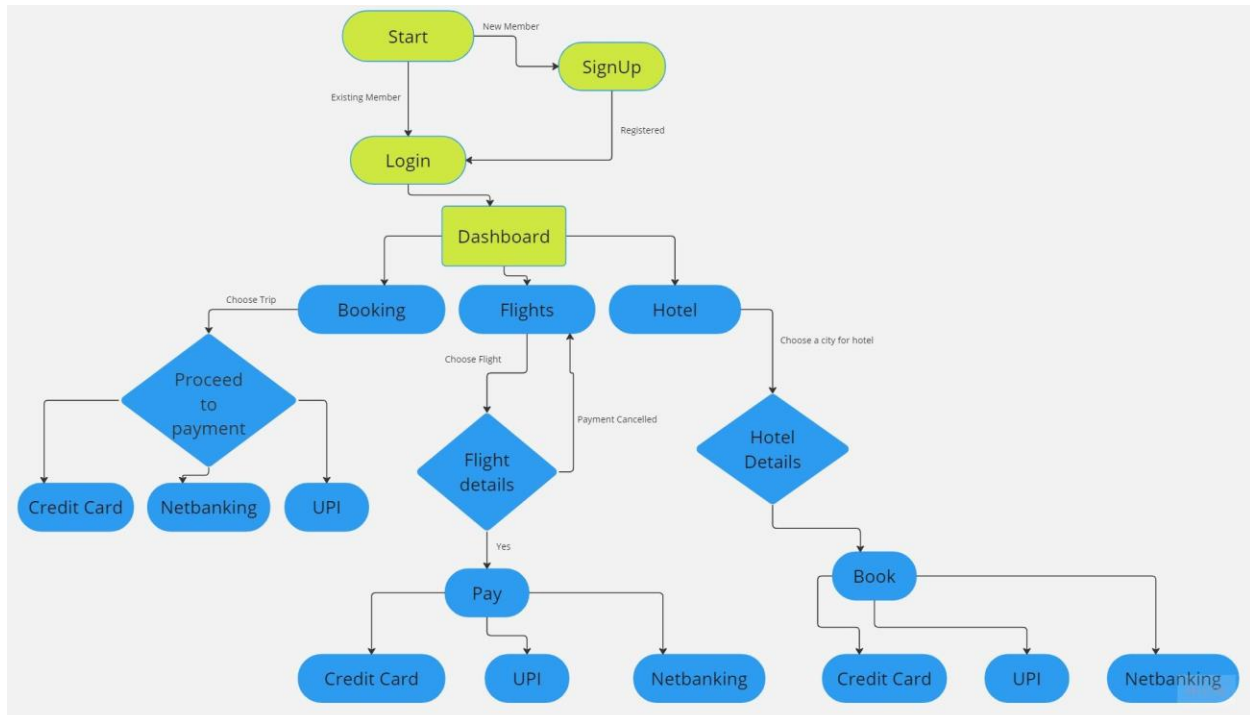 Start
New Member
SignUp
Existing Member
Registered
Login
Dashboard
Booking
Flights
Hotel
Choose Trip
Choose Flight
Choose a city for hotel
Proceed
to
payment
Payment Cancelled
Flight
details
Hotel
Details
Credit Card
Netbanking
UPI
Yes
Pay
Book
Credit Card
UPI
Netbanking
Credit Card
UPI
Netbanking